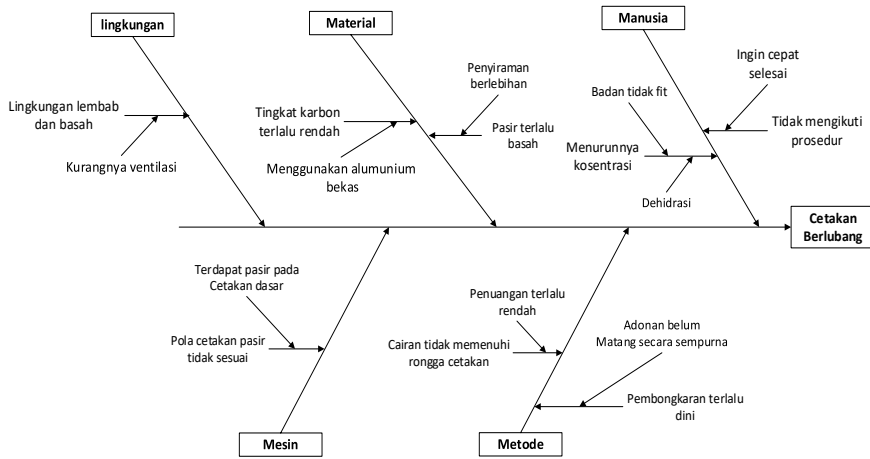 lingkungan
Material
Manusia
Lingkungan lembab
dan basah
Kurangnya ventilasi
Tingkat karbon
terlalu rendah
Menggunakan alumunium
bekas
Penyiraman
berlebihan
Pasir terlalu
basah
Badan tidak fit
Menurunnya
kosentrasi
Dehidrasi
Ingin cepat
selesai
Tidak mengikuti
prosedur
Cetakan
Berlubang
Terdapat pasir pada
Cetakan dasar
Pola cetakan pasir
tidak sesuai
Penuangan terlalu
rendah
Cairan tidak memenuhi
rongga cetakan
Adonan belum
Matang secara sempurna
Pembongkaran terlalu
dini
Mesin
Metode